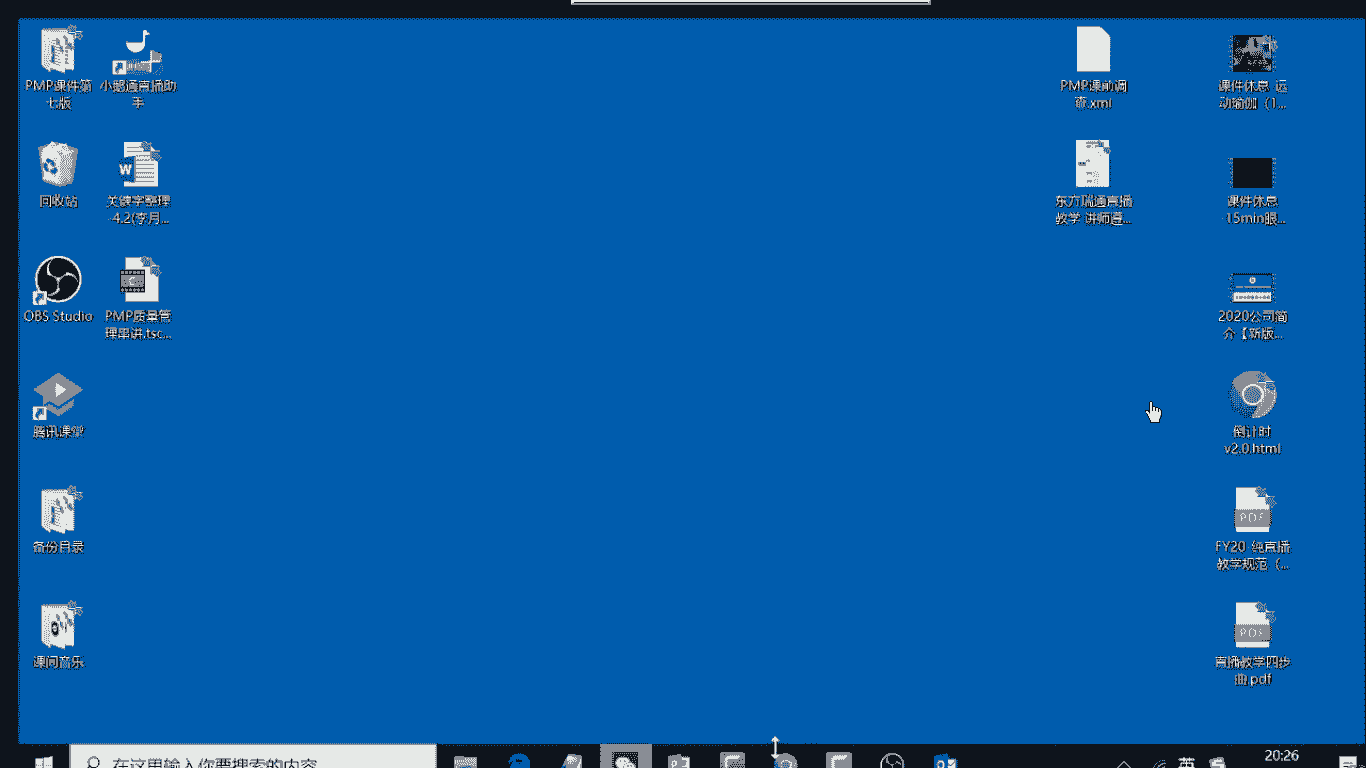 PMP课件第
七版
小鹅通直播助
手
回收站
关键字整理
-4.2(李月...
OBS Studio
PMP质量管
理串讲.tsc...
腾讯课堂
备份目录
课间音乐
PMP课前调
查.xml
东方瑞通直播
教学 讲师遵...
课件休息 运
动瑜伽（1...
课件休息
-15min眼...
2020公司简
介【新版...
倒计时
v2.0.html
PDF
FY20-纯直播
教学规范（...
PDF
直播教学四步
曲.pdf
在这里输入你要搜索的内容
英
20:26